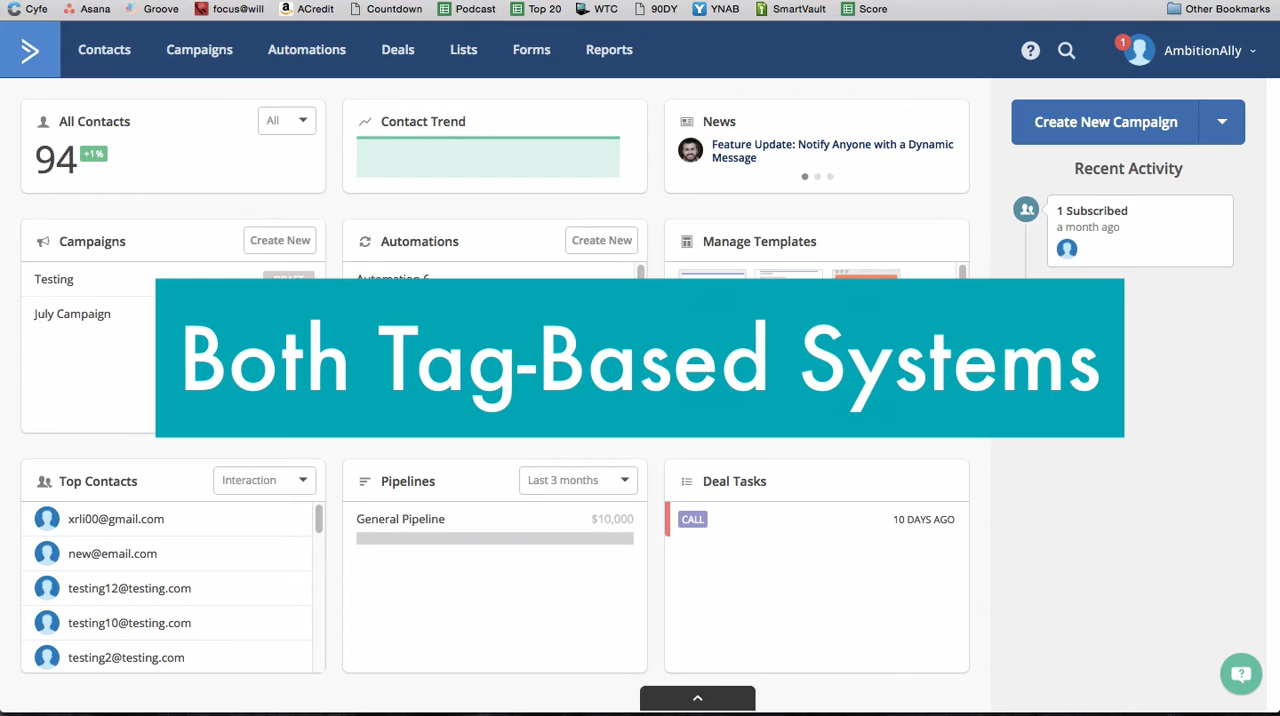 Cyfe Asana Groove focus@will ACredit Countdown Podcast Top 20 WTC 90DY YNAB SmartVault Score Other Bookmarks
Contacts Campaigns Automations Deals Lists Forms Reports ? 1 AmbitionAlly
All Contacts All
94 +1%
Contact Trend
News
Feature Update: Notify Anyone with a Dynamic
Message
Create New Campaign
Recent Activity
1 Subscribed
a month ago
Campaigns Create New
Testing
July Campaign
Automations Create New
Automation 6
Manage Templates
Both Tag-Based Systems
Top Contacts Interaction
xrli00@gmail.com
new@email.com
testing12@testing.com
testing10@testing.com
testing2@testing.com
Pipelines Last 3 months
General Pipeline $10,000
Deal Tasks
CALL 10 DAYS AGO